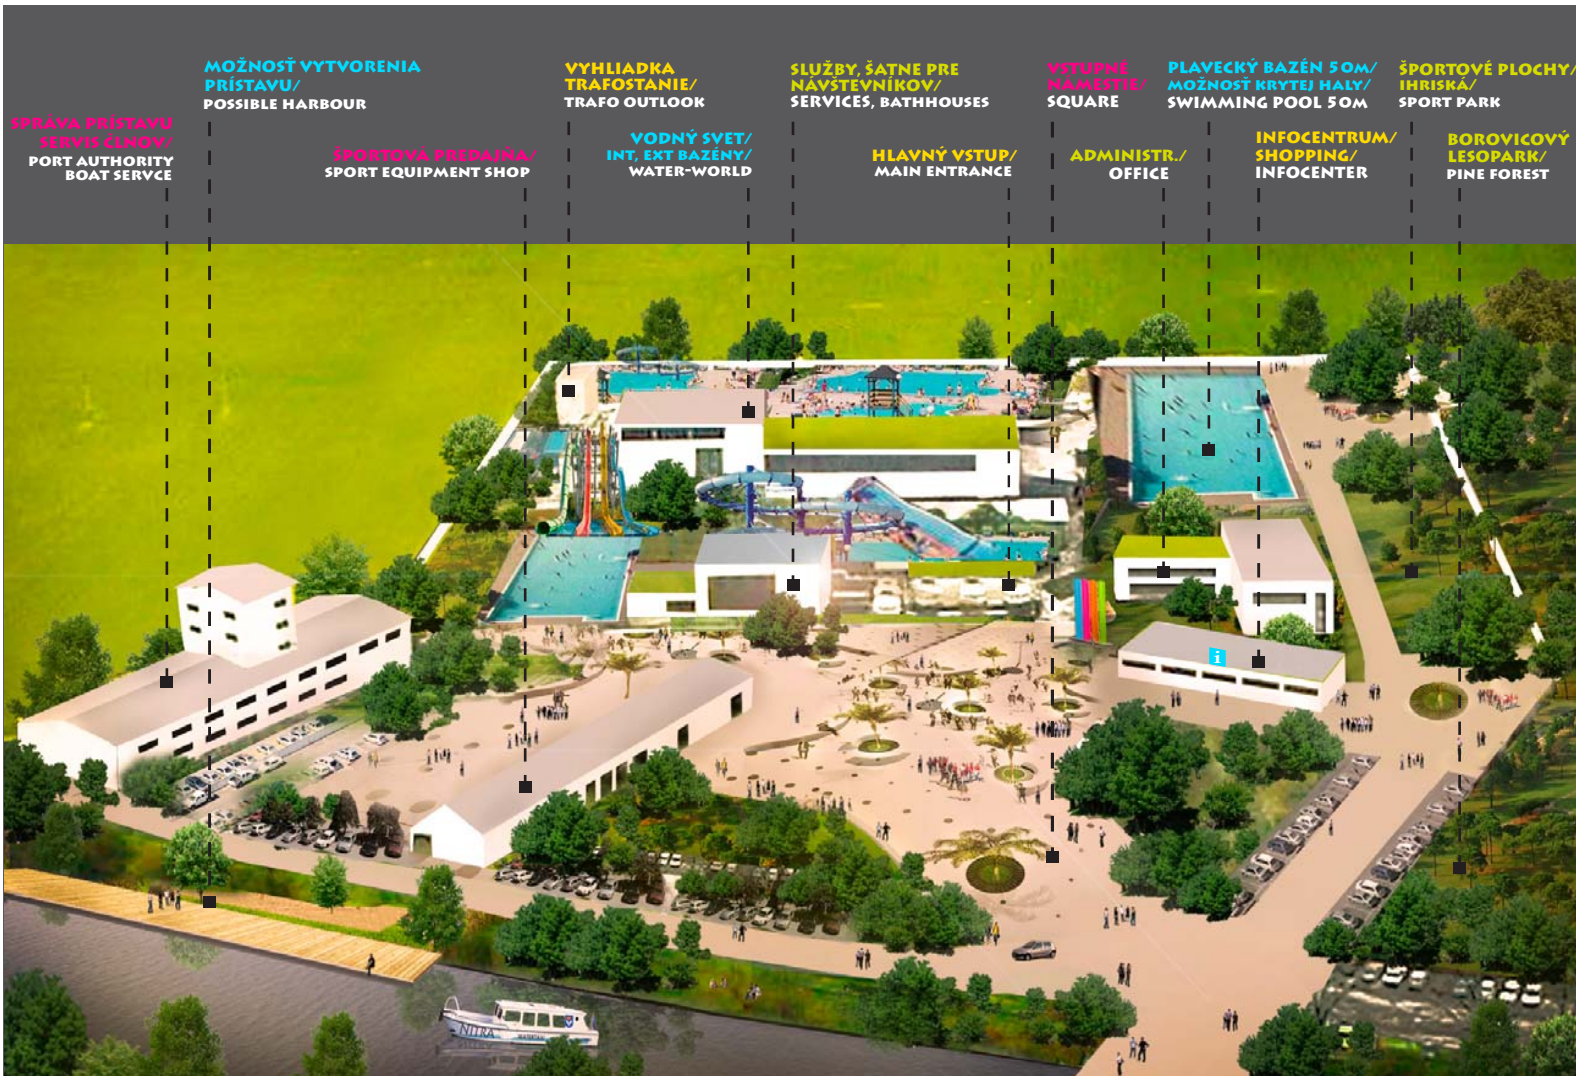 MOŽNOSŤ VYTVORENIA
PRÍSTAVU/
POSSIBLE HARBOUR
VYHLIADKA
TRAFOSTANIE/
TRAFO OUTLOOK
SLUŽBY, ŠATNE PRE
NÁVŠTEVNÍKOV/
SERVICES, BATHHOUSES
VSTUPNÉ
NÁMESTIE/
SQUARE
PLAVECKÝ BAZÉN 50M/
MOŽNOSŤ KRYTEJ HALY/
SWIMMING POOL 50M
ŠPORTOVÉ PLOCHY/
IHRISKÁ/
SPORT PARK
SPRÁVA PRÍSTAVU
SERVIS ČLNOV/
PORT AUTHORITY
BOAT SERVCE
ŠPORTOVÁ PREDAJŇA/
SPORT EQUIPMENT SHOP
VODNÝ SVET/
INT, EXT BAZÉNY/
WATER-WORLD
HLAVNÝ VSTUP/
MAIN ENTRANCE
ADMINISTR./
OFFICE
INFOCENTRUM/
SHOPPING/
INFOCENTER
BOROVICOVÝ
LESOPARK/
PINE FOREST
i
NITRA